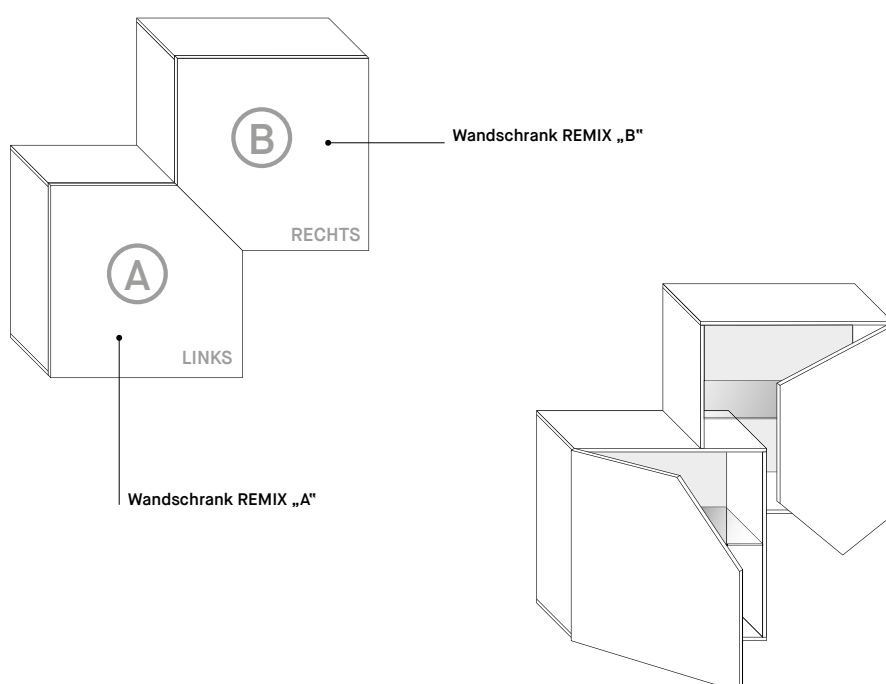 B
Wandschrank REMIX „B“
RECHTS
A
LINKS
Wandschrank REMIX „A“